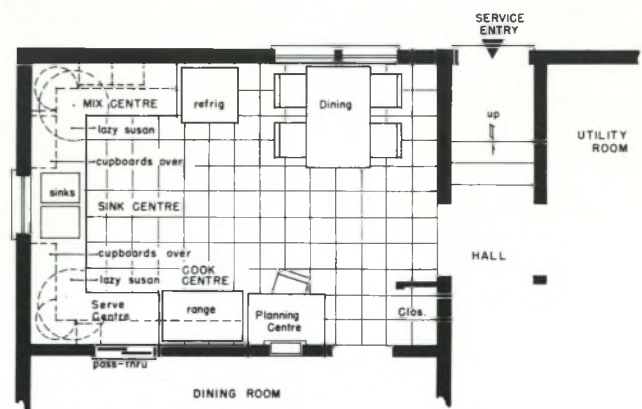 SERVICE
ENTRY
MIX CENTRE
refrig
Dining
up
lazy susan
UTILITY
ROOM
cupboards over
sinks
SINK CENTRE
cupboards over
HALL
COOK
CENTRE
lazy susan
Serve
Centre
range
Planning
Centre
Clos.
pass-thru
DINING ROOM